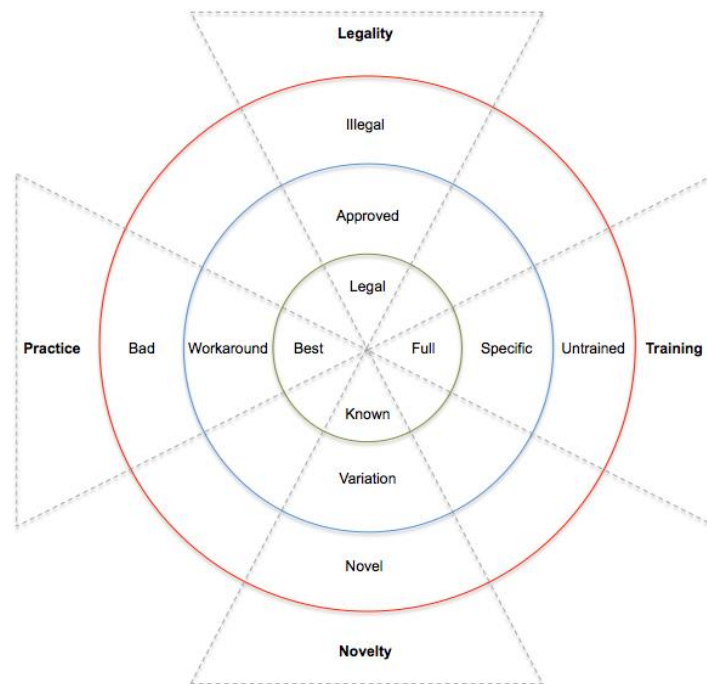 Legality
Illegal
Approved
Legal
Practice Bad Workaround Best Full Specific Untrained Training
Known
Variation
Novel
Novelty